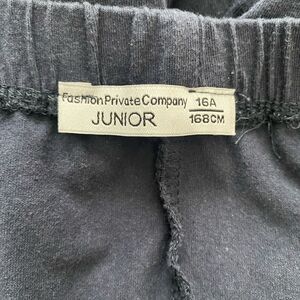 Fashion Private Company 16A
JUNIOR 168CM